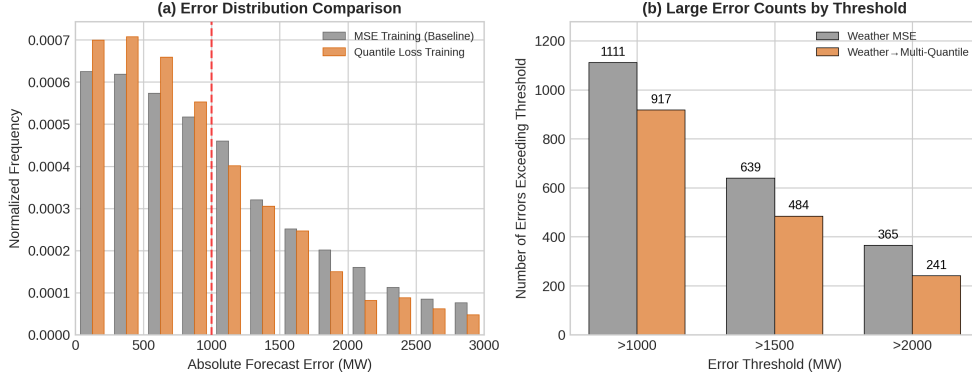 (a) Error Distribution Comparison
MSE Training (Baseline)
Quantile Loss Training
Normalized Frequency
0.0007
0.0006
0.0005
0.0004
0.0003
0.0002
0.0001
0.0000
0 500 1000 1500 2000 2500 3000
Absolute Forecast Error (MW)
(b) Large Error Counts by Threshold
Weather MSE
Weather→Multi-Quantile
Number of Errors Exceeding Threshold
1200
1000
800
600
400
200
0
1111
917
639
484
365
241
>1000 >1500 >2000
Error Threshold (MW)